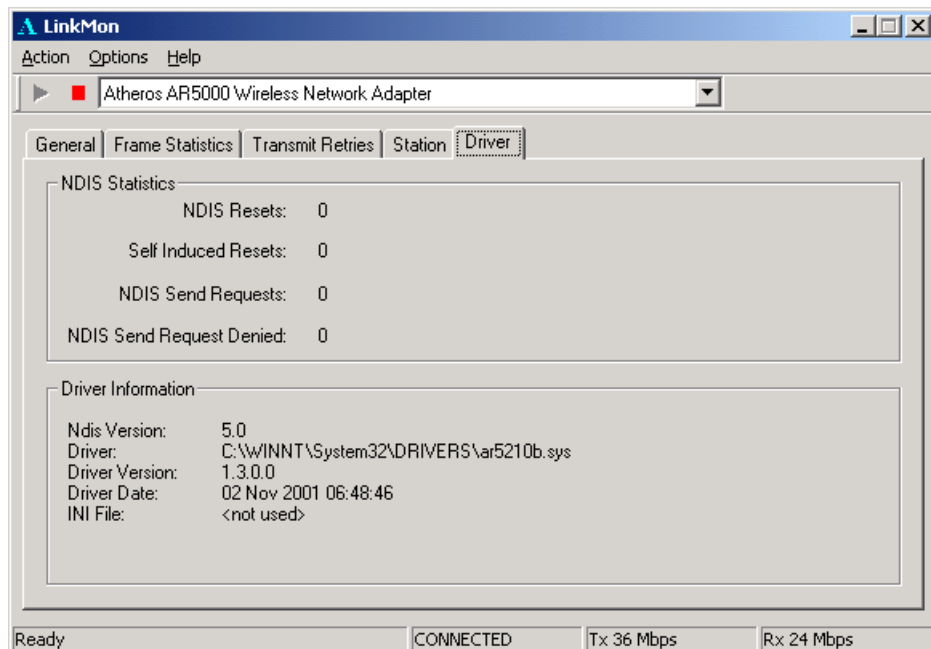 LinkMon
Action Options Help
Atheros AR5000 Wireless Network Adapter
General Frame Statistics Transmit Retries Station Driver
NDIS Statistics
NDIS Resets: 0
Self Induced Resets: 0
NDIS Send Requests: 0
NDIS Send Request Denied: 0
Driver Information
Ndis Version: 5.0
Driver: C:\WINNT\System32\DRIVERS\ar5210b.sys
Driver Version: 1.3.0.0
Driver Date: 02 Nov 2001 06:48:46
INI File: <not used>
Ready CONNECTED Tx 36 Mbps Rx 24 Mbps